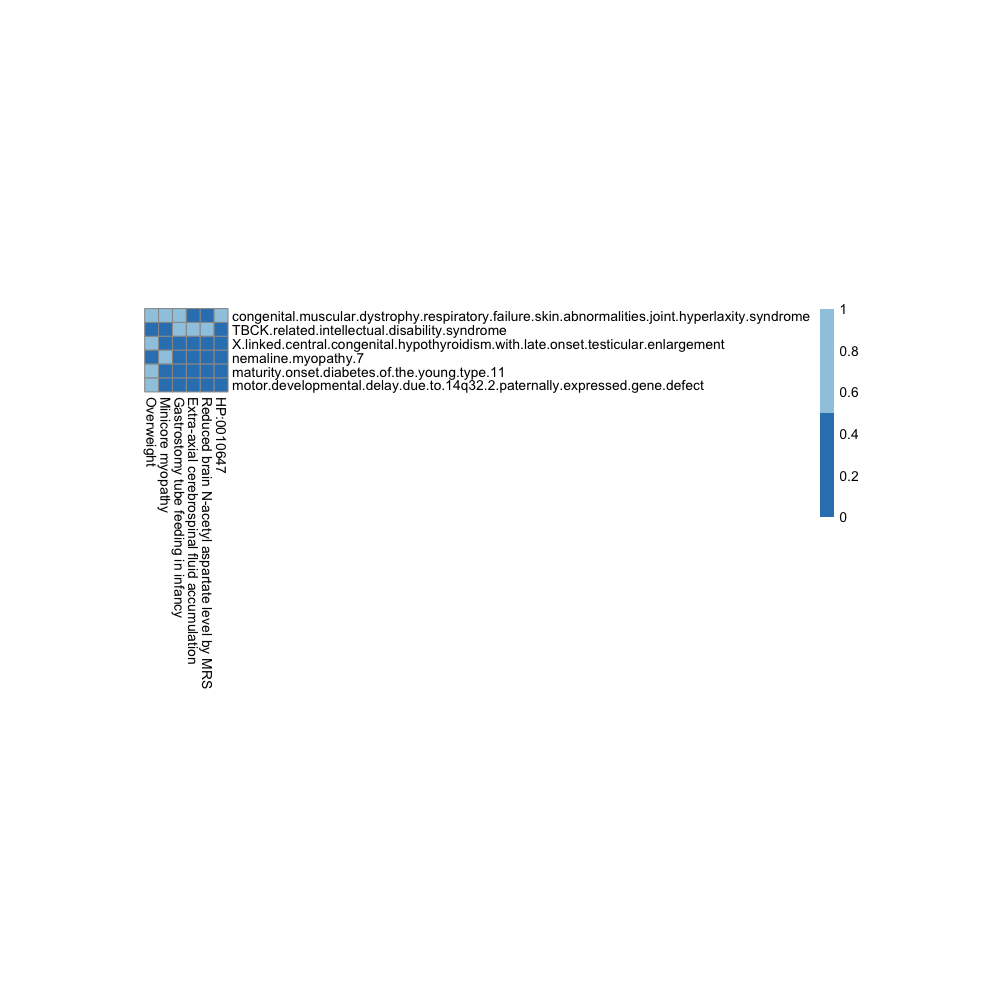 congenital.muscular.dystrophy.respiratory.failure.skin.abnormalities.joint.hyperlaxity.syndrome
TBCK.related.intellectual.disability.syndrome
X.linked.central.congenital.hypothyroidism.with.late.onset.testicular.enlargement
nemaline.myopathy.7
maturity.onset.diabetes.of.the.young.type.11
motor.developmental.delay.due.to.14q32.2.paternally.expressed.gene.defect
Overweight
Minicore myopathy
Gastrostomy tube feeding in infancy
Extra-axial cerebrospinal fluid accumulation
Reduced brain N-acetyl aspartate level by MRS
HP:0010647
1
0.8
0.6
0.4
0.2
0